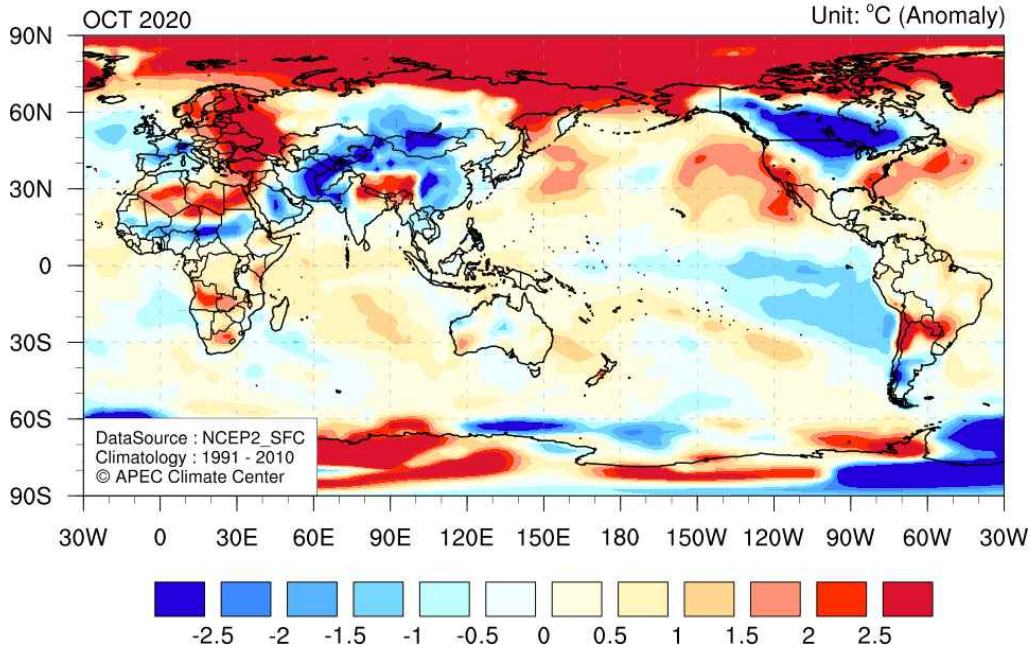 OCT 2020
Unit: °C (Anomaly)
90N
60N
30N
0
30S
60S
90S
DataSource : NCEP2_SFC
Climatology : 1991 - 2010
© APEC Climate Center
30W 0 30E 60E 90E 120E 150E 180 150W 120W 90W 60W 30W
-2.5 -2 -1.5 -1 -0.5 0 0.5 1 1.5 2 2.5